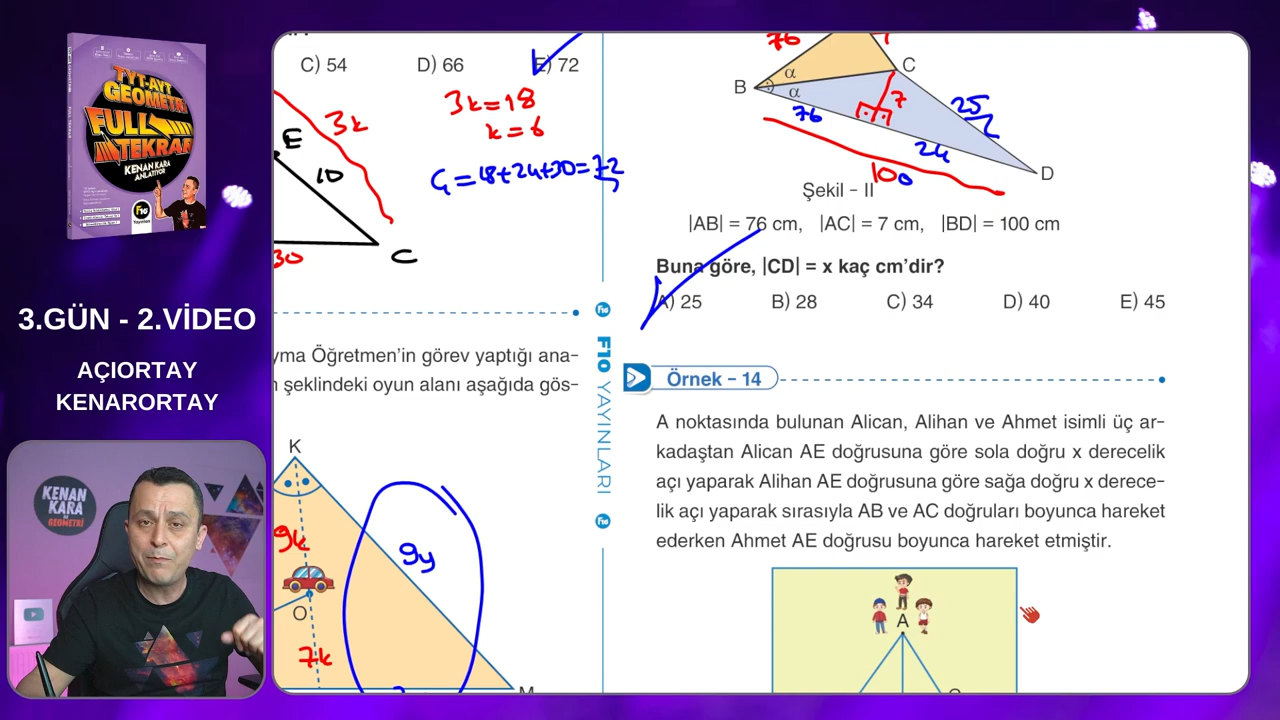 TYT-AYT
GEOMETRİ
FULL
TEKRAR
KENAN KARA
ANLATIYOR
F10
3.GÜN - 2.VİDEO
AÇIORTAY
KENARORTAY
KENAN
KARA
GEOMETRİ
C) 54 D) 66 E) 72
3k=18
k=6
Ç=18+24+30=72
3k
E
10
30
C
yma Öğretmen'in görev yaptığı ana–
n şeklindeki oyun alanı aşağıda gös–
K
9k
9y
O
7k
M
F10 YAYINLARI
76
B
α
α
C
7
76
25
24
100
D
Şekil – II
|AB| = 76 cm, |AC| = 7 cm, |BD| = 100 cm
Buna göre, |CD| = x kaç cm'dir?
A) 25 B) 28 C) 34 D) 40 E) 45
Örnek – 14
A noktasında bulunan Alican, Alihan ve Ahmet isimli üç ar–
kadaştan Alican AE doğrusuna göre sola doğru x derecelik
açı yaparak Alihan AE doğrusuna göre sağa doğru x derece–
lik açı yaparak sırasıyla AB ve AC doğruları boyunca hareket
ederken Ahmet AE doğrusu boyunca hareket etmiştir.
A